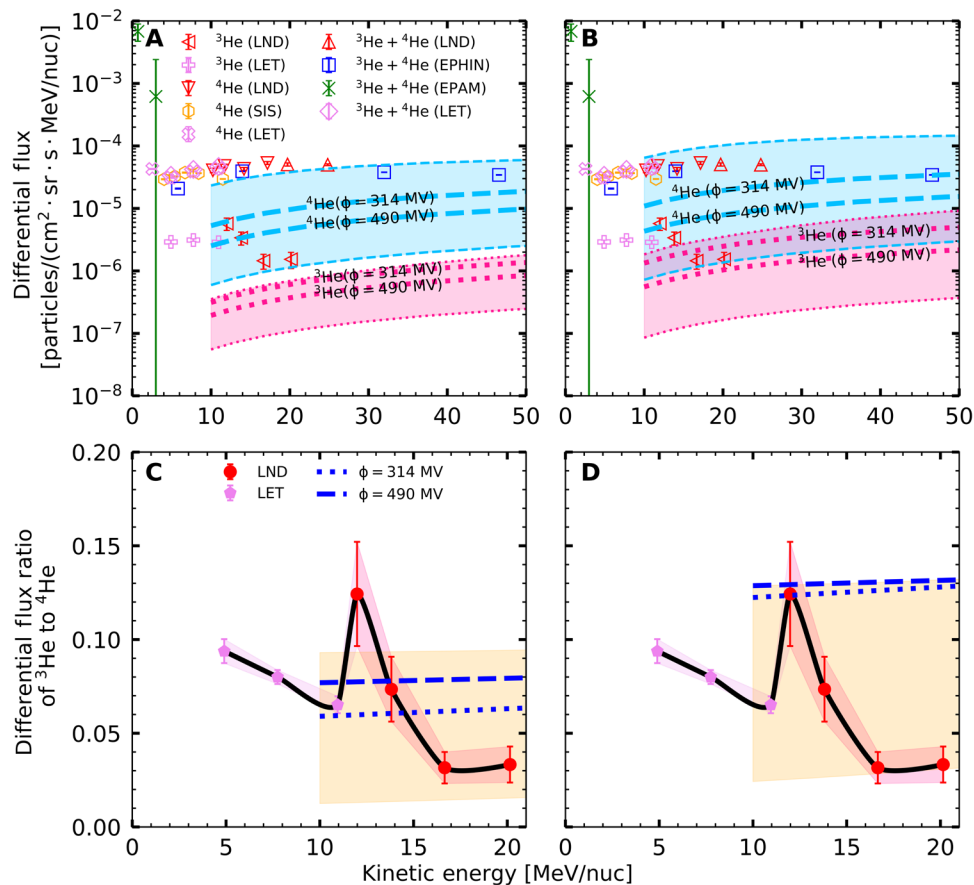 Differential flux
[particles/(cm² · sr · s · MeV/nuc)]
10⁻²
10⁻³
10⁻⁴
10⁻⁵
10⁻⁶
10⁻⁷
10⁻⁸
A
³He (LND)
³He (LET)
⁴He (LND)
⁴He (SIS)
⁴He (LET)
³He + ⁴He (LND)
³He + ⁴He (EPHIN)
³He + ⁴He (EPAM)
³He + ⁴He (LET)
⁴He (ϕ = 314 MV)
⁴He (ϕ = 490 MV)
³He (ϕ = 314 MV)
³He (ϕ = 490 MV)
0 10 20 30 40 50
B
⁴He (ϕ = 314 MV)
⁴He (ϕ = 490 MV)
³He (ϕ = 314 MV)
³He (ϕ = 490 MV)
0 10 20 30 40 50
Differential flux ratio
of ³He to ⁴He
0.20
0.15
0.10
0.05
0.00
C
LND
LET
ϕ = 314 MV
ϕ = 490 MV
0 5 10 15 20
D
0 5 10 15 20
Kinetic energy [MeV/nuc]